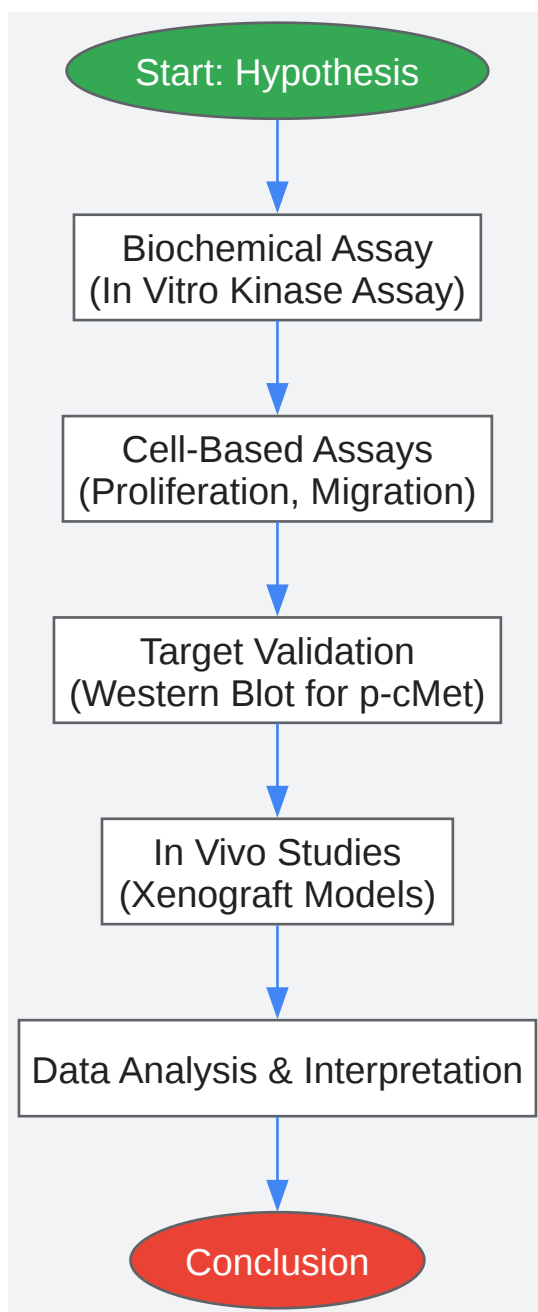 Start: Hypothesis
Biochemical Assay
(In Vitro Kinase Assay)
Cell-Based Assays
(Proliferation, Migration)
Target Validation
(Western Blot for p-cMet)
In Vivo Studies
(Xenograft Models)
Data Analysis & Interpretation
Conclusion